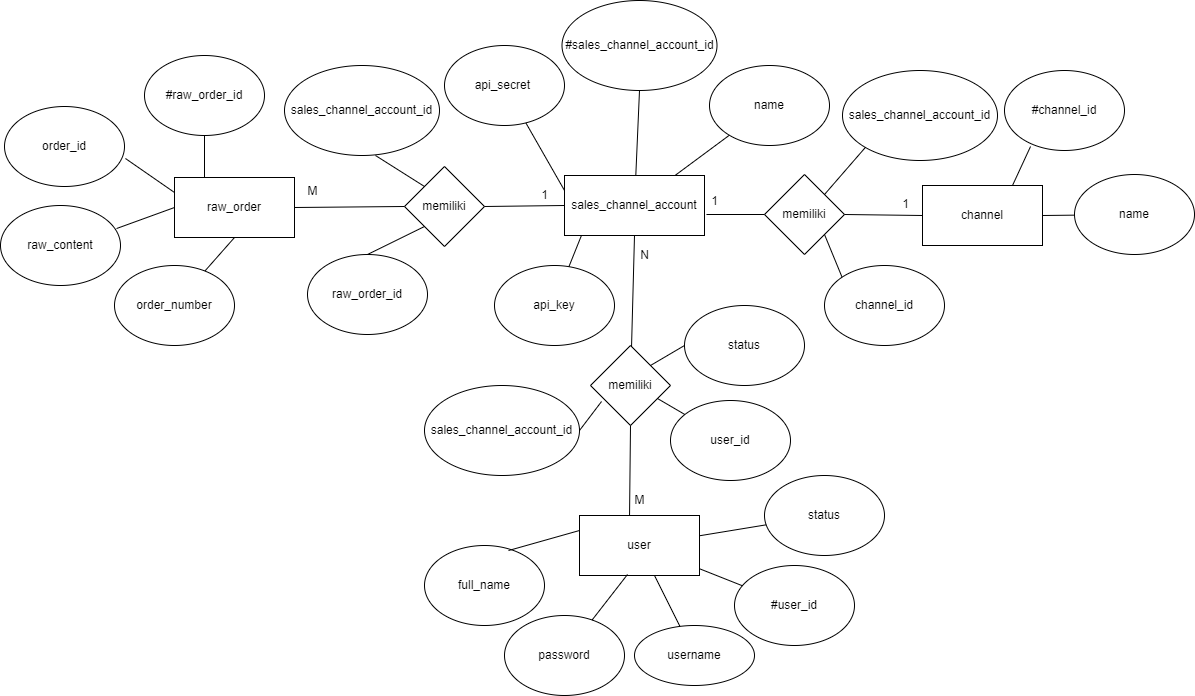 #sales_channel_account_id
#raw_order_id
api_secret
sales_channel_account_id
name
sales_channel_account_id
#channel_id
order_id
M
1
1
1
raw_order
memiliki
sales_channel_account
memiliki
channel
name
raw_content
N
order_number
raw_order_id
api_key
channel_id
status
memiliki
sales_channel_account_id
user_id
M
status
user
full_name
#user_id
password
username